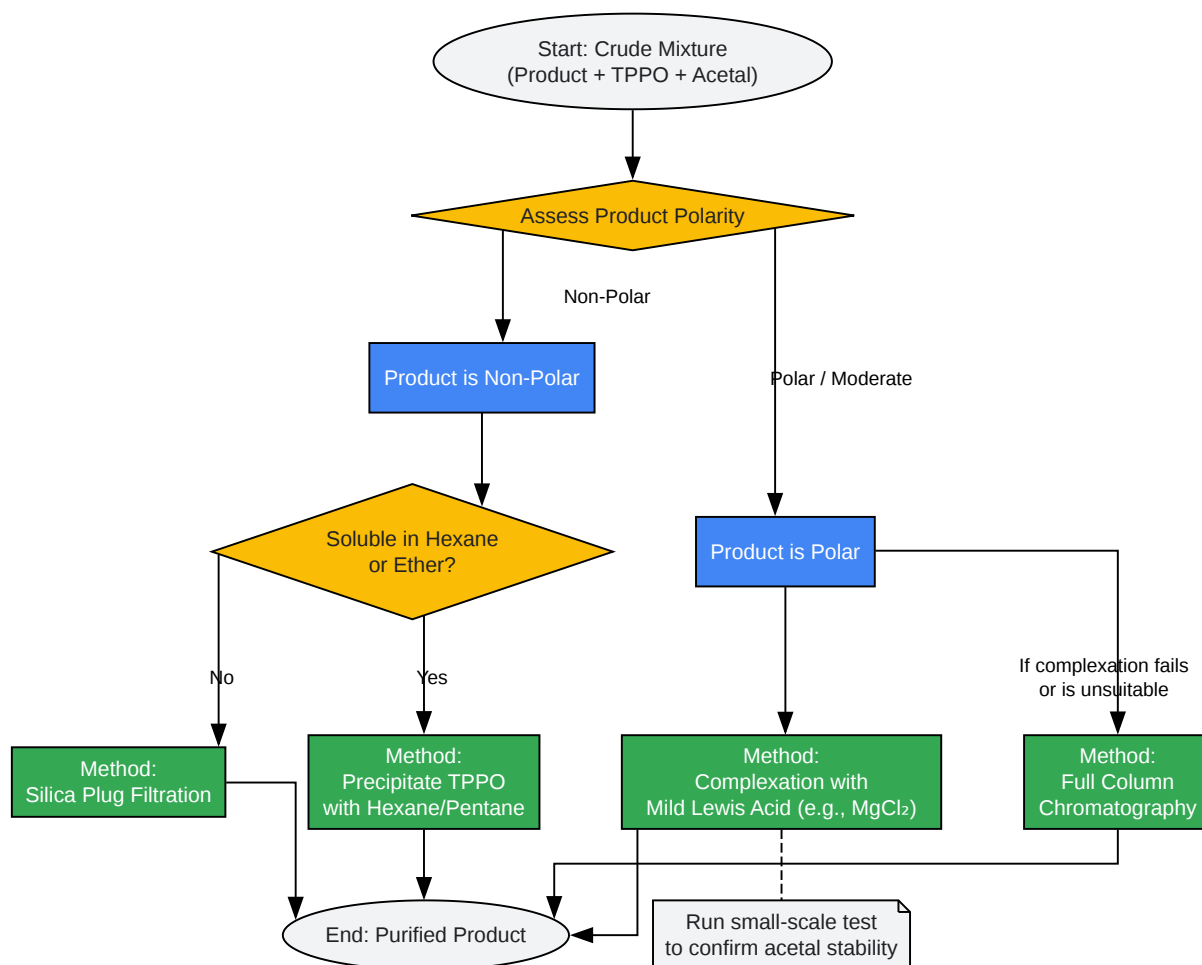 Start: Crude Mixture
(Product + TPPO + Acetal)
Assess Product Polarity
Non-Polar
Product is Non-Polar
Polar / Moderate
Soluble in Hexane
or Ether?
Product is Polar
No
Yes
If complexation fails
or is unsuitable
Method:
Silica Plug Filtration
Method:
Precipitate TPPO
with Hexane/Pentane
Method:
Complexation with
Mild Lewis Acid (e.g., MgCl₂)
Method:
Full Column
Chromatography
End: Purified Product
Run small-scale test
to confirm acetal stability